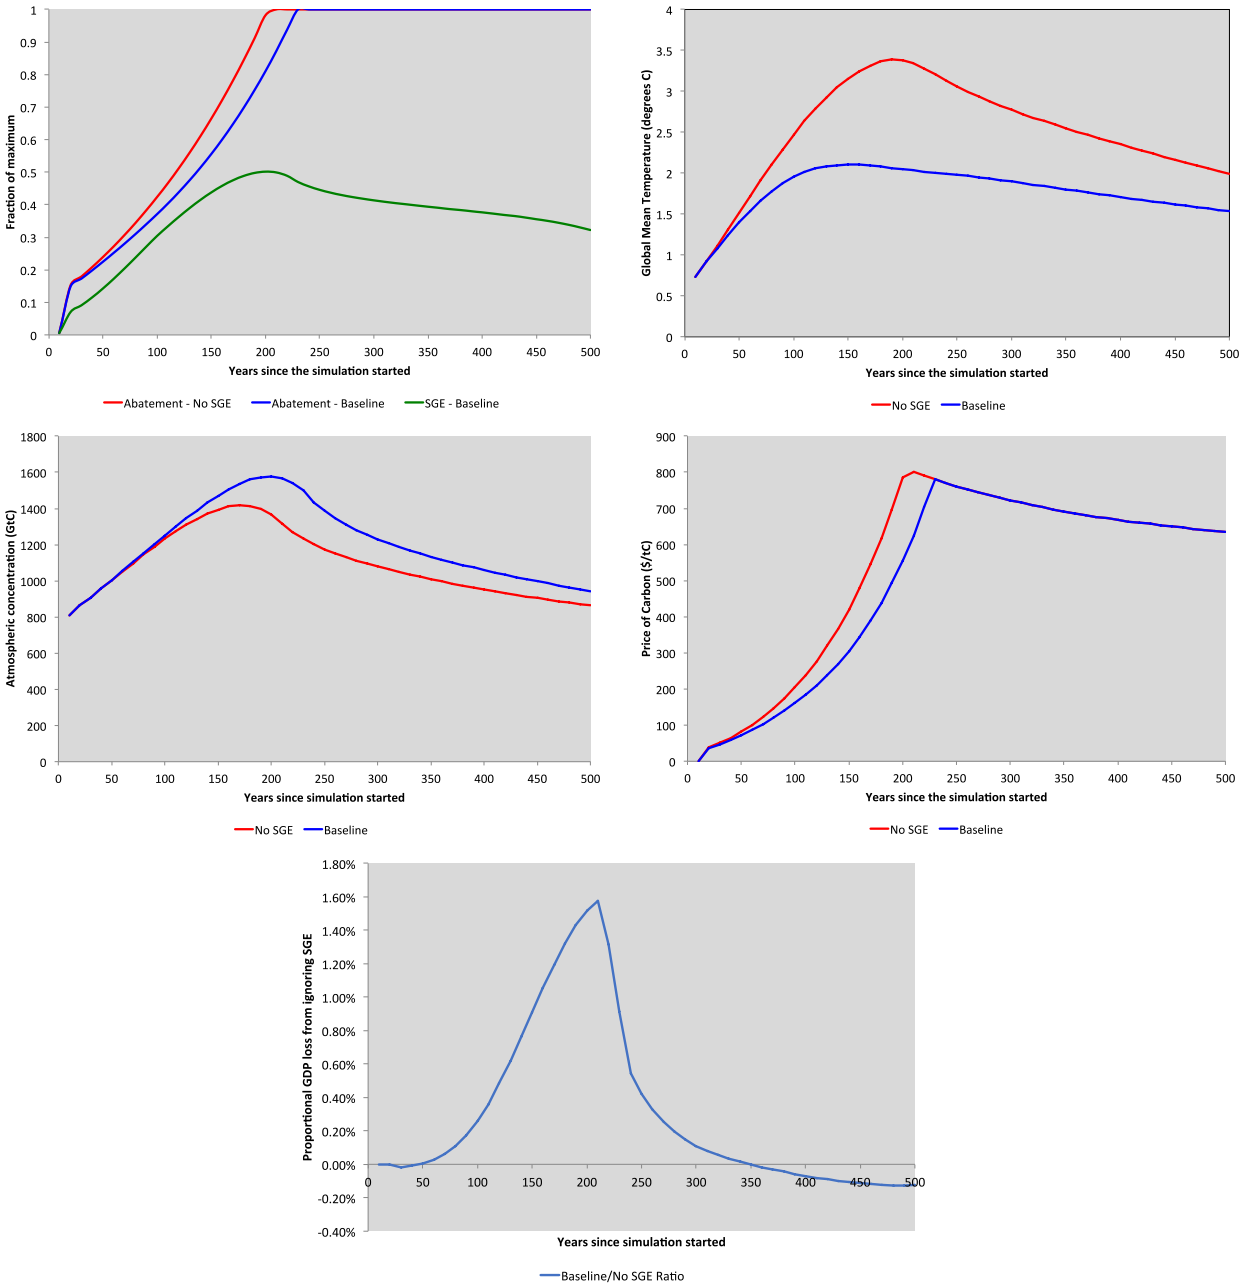 Fraction of maximum
1
0.9
0.8
0.7
0.6
0.5
0.4
0.3
0.2
0.1
0
0 50 100 150 200 250 300 350 400 450 500
Years since the simulation started
Abatement - No SGE Abatement - Baseline SGE - Baseline
Global Mean Temperature (degrees C)
4
3.5
3
2.5
2
1.5
1
0.5
0
0 50 100 150 200 250 300 350 400 450 500
Years since the simulation started
No SGE Baseline
Atmospheric concentration (GtC)
1800
1600
1400
1200
1000
800
600
400
200
0
0 50 100 150 200 250 300 350 400 450 500
Years since simulation started
No SGE Baseline
Price of Carbon ($/tC)
900
800
700
600
500
400
300
200
100
0
0 50 100 150 200 250 300 350 400 450 500
Years since the simulation started
No SGE Baseline
Proportional GDP loss from ignoring SGE
1.80%
1.60%
1.40%
1.20%
1.00%
0.80%
0.60%
0.40%
0.20%
0.00%
-0.20%
-0.40%
0 50 100 150 200 250 300 350 400 450 500
Years since simulation started
Baseline/No SGE Ratio